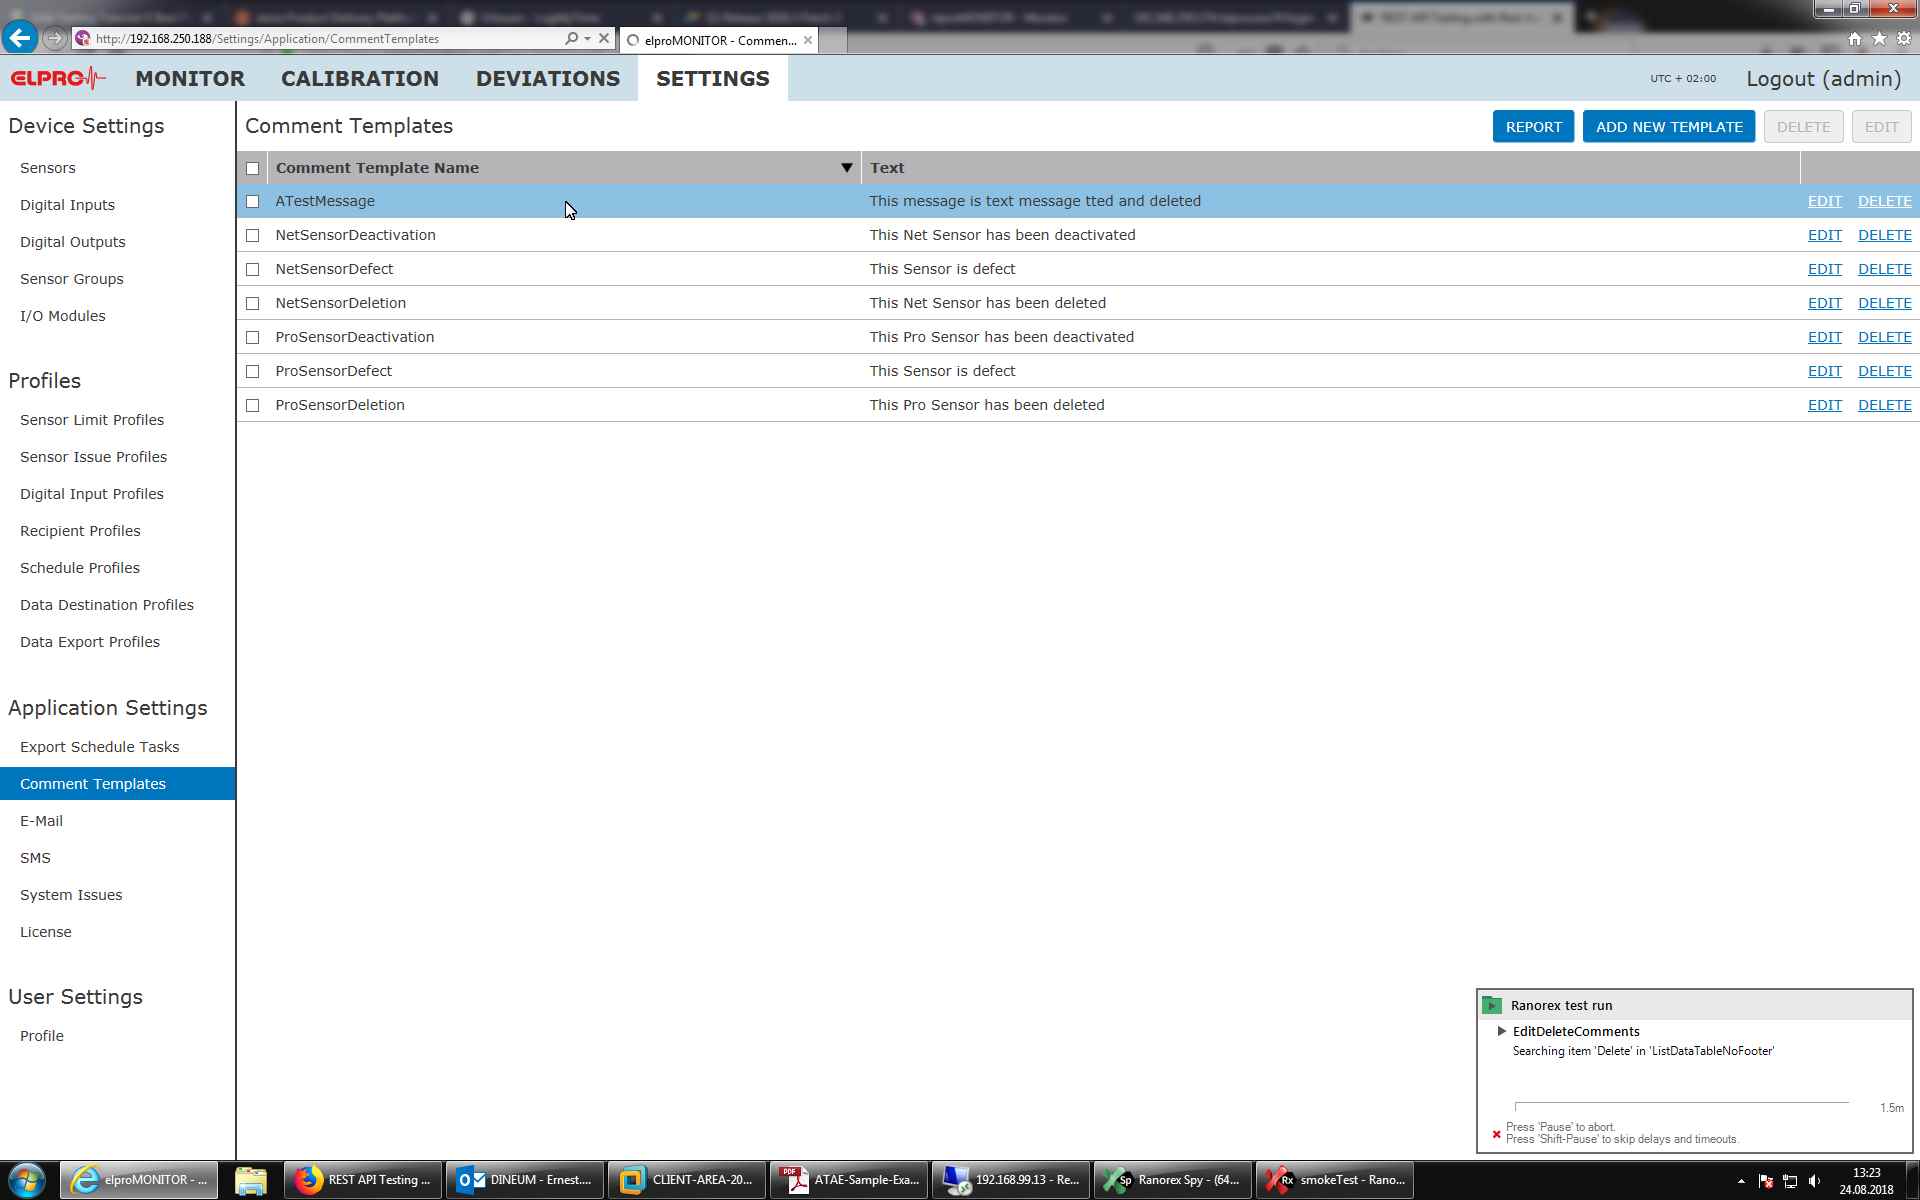 http://192.168.250.188/Settings/Application/CommentTemplates
elproMONITOR - Commen...
ELPRO
MONITOR
CALIBRATION
DEVIATIONS
SETTINGS
UTC + 02:00
Logout (admin)
Device Settings
Sensors
Digital Inputs
Digital Outputs
Sensor Groups
I/O Modules
Profiles
Sensor Limit Profiles
Sensor Issue Profiles
Digital Input Profiles
Recipient Profiles
Schedule Profiles
Data Destination Profiles
Data Export Profiles
Application Settings
Export Schedule Tasks
Comment Templates
E-Mail
SMS
System Issues
License
User Settings
Profile
Comment Templates
REPORT
ADD NEW TEMPLATE
DELETE
EDIT
Comment Template Name Text
ATestMessage This message is text message tted and deleted EDIT DELETE
NetSensorDeactivation This Net Sensor has been deactivated EDIT DELETE
NetSensorDefect This Sensor is defect EDIT DELETE
NetSensorDeletion This Net Sensor has been deleted EDIT DELETE
ProSensorDeactivation This Pro Sensor has been deactivated EDIT DELETE
ProSensorDefect This Sensor is defect EDIT DELETE
ProSensorDeletion This Pro Sensor has been deleted EDIT DELETE
Ranorex test run
EditDeleteComments
Searching item 'Delete' in 'ListDataTableNoFooter'
1.5m
Press 'Pause' to abort.
Press 'Shift-Pause' to skip delays and timeouts.
elproMONITOR - ...
REST API Testing ...
DINEUM - Ernest....
CLIENT-AREA-20...
PDF
ATAE-Sample-Exa...
192.168.99.13 - Re...
Sp
Ranorex Spy - (64...
Rx
smokeTest - Rano...
13:23
24.08.2018